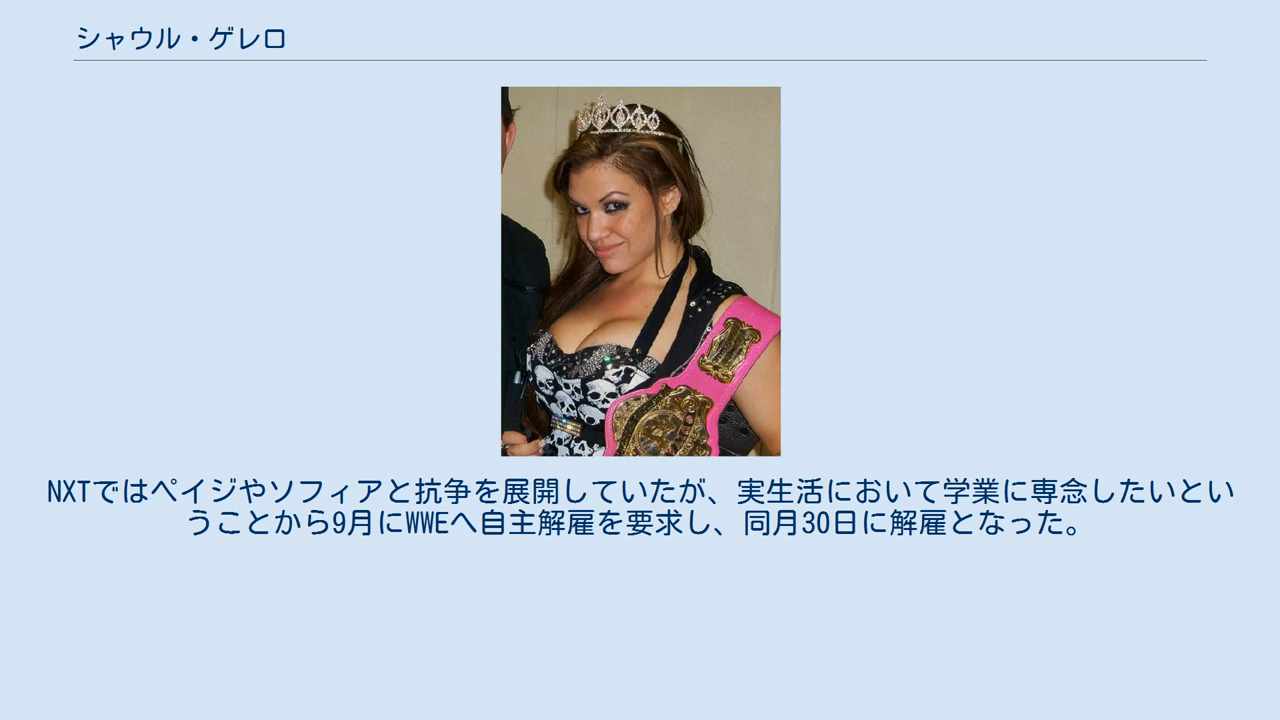 シャウル・ゲレロ
NXTではペイジやソフィアと抗争を展開していたが、実生活において学業に専念したいとい
うことから9月にWWEへ自主解雇を要求し、同月30日に解雇となった。